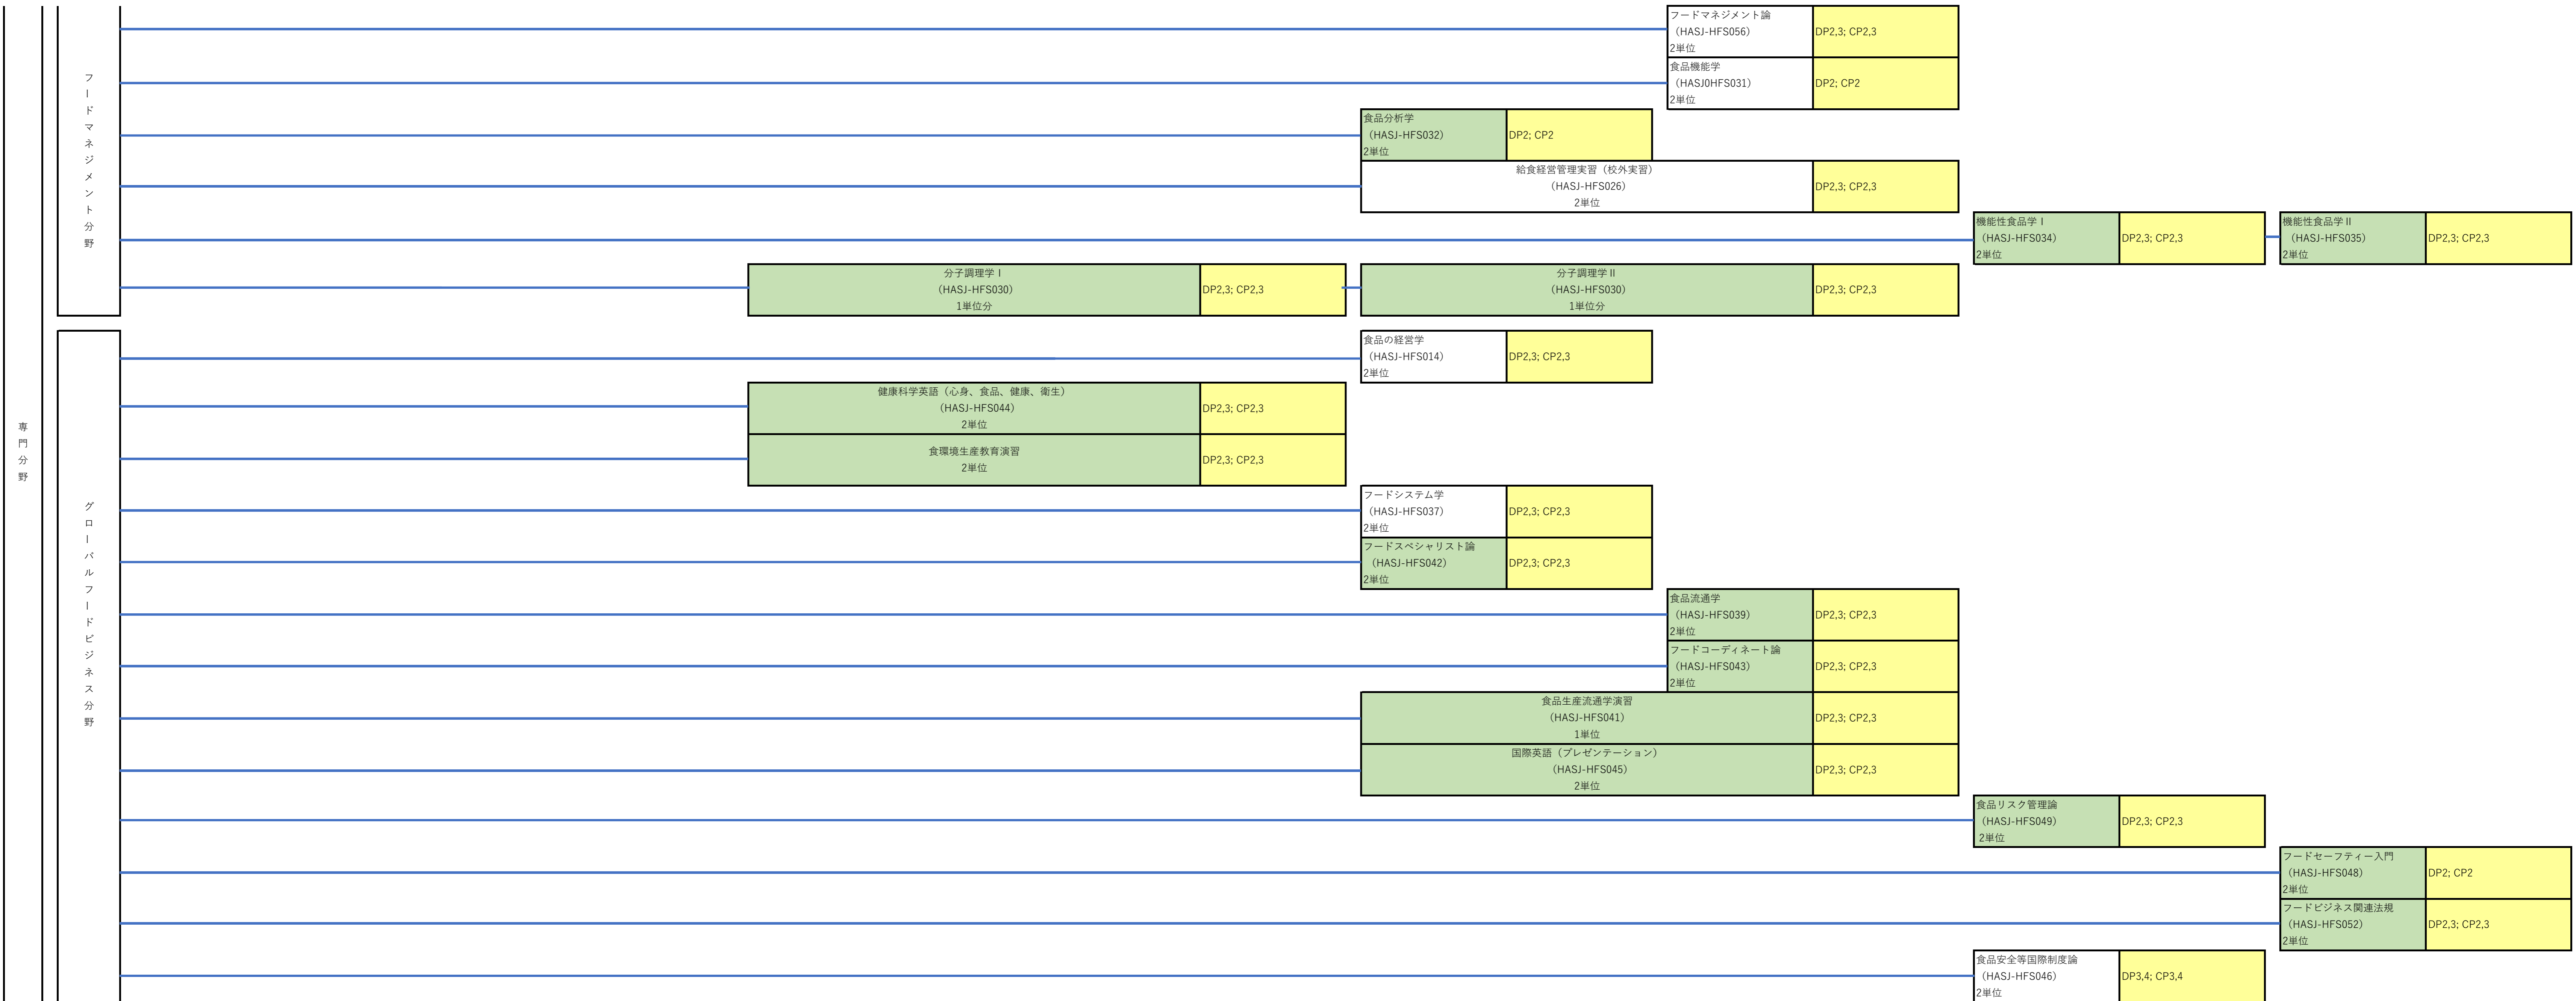 専門分野
フードマネジメント分野
フードマネジメント論
（HASJ-HFS056）
2単位
DP2,3; CP2,3
食品機能学
（HASJ0HFS031）
2単位
DP2; CP2
食品分析学
（HASJ-HFS032）
2単位
DP2; CP2
給食経営管理実習（校外実習）
（HASJ-HFS026）
2単位
DP2,3; CP2,3
機能性食品学Ⅰ
（HASJ-HFS034）
2単位
DP2,3; CP2,3
機能性食品学Ⅱ
（HASJ-HFS035）
2単位
DP2,3; CP2,3
分子調理学Ⅰ
（HASJ-HFS030）
1単位分
DP2,3; CP2,3
分子調理学Ⅱ
（HASJ-HFS030）
1単位分
DP2,3; CP2,3
グローバルフードビジネス分野
食品の経営学
（HASJ-HFS014）
2単位
DP2,3; CP2,3
健康科学英語（心身、食品、健康、衛生）
（HASJ-HFS044）
2単位
DP2,3; CP2,3
食環境生産教育演習
2単位
DP2,3; CP2,3
フードシステム学
（HASJ-HFS037）
2単位
DP2,3; CP2,3
フードスペシャリスト論
（HASJ-HFS042）
2単位
DP2,3; CP2,3
食品流通学
（HASJ-HFS039）
2単位
DP2,3; CP2,3
フードコーディネート論
（HASJ-HFS043）
2単位
DP2,3; CP2,3
食品生産流通学演習
（HASJ-HFS041）
1単位
DP2,3; CP2,3
国際英語（プレゼンテーション）
（HASJ-HFS045）
2単位
DP2,3; CP2,3
食品リスク管理論
（HASJ-HFS049）
2単位
DP2,3; CP2,3
フードセーフティー入門
（HASJ-HFS048）
2単位
DP2; CP2
フードビジネス関連法規
（HASJ-HFS052）
2単位
DP2,3; CP2,3
食品安全等国際制度論
（HASJ-HFS046）
2単位
DP3,4; CP3,4